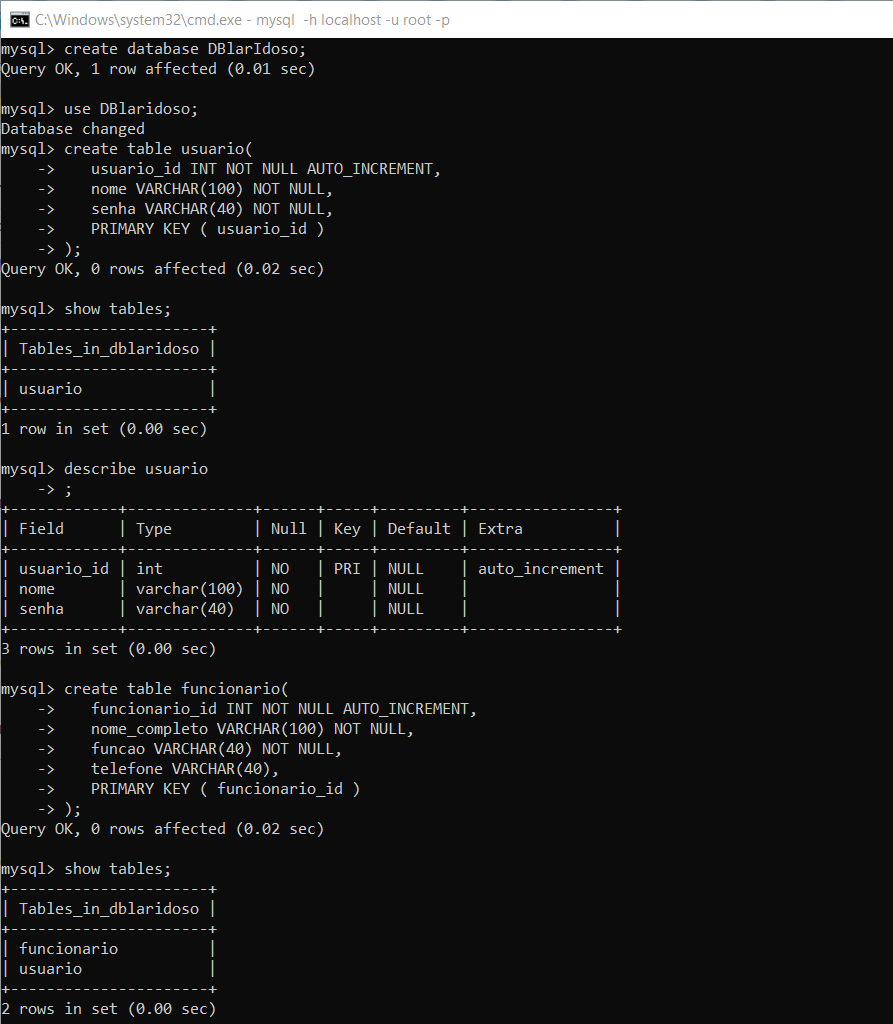 C:\Windows\system32\cmd.exe - mysql  -h localhost -u root -p
mysql> create database DBlarIdoso;
Query OK, 1 row affected (0.01 sec)
mysql> use DBlaridoso;
Database changed
mysql> create table usuario(
    ->    usuario_id INT NOT NULL AUTO_INCREMENT,
    ->    nome VARCHAR(100) NOT NULL,
    ->    senha VARCHAR(40) NOT NULL,
    ->    PRIMARY KEY ( usuario_id )
    -> );
Query OK, 0 rows affected (0.02 sec)
mysql> show tables;
+----------------------+
| Tables_in_dblaridoso |
+----------------------+
| usuario              |
+----------------------+
1 row in set (0.00 sec)
mysql> describe usuario
    -> ;
+------------+--------------+------+-----+---------+----------------+
| Field      | Type         | Null | Key | Default | Extra          |
+------------+--------------+------+-----+---------+----------------+
| usuario_id | int          | NO   | PRI | NULL    | auto_increment |
| nome       | varchar(100) | NO   |     | NULL    |                |
| senha      | varchar(40)  | NO   |     | NULL    |                |
+------------+--------------+------+-----+---------+----------------+
3 rows in set (0.00 sec)
mysql> create table funcionario(
    ->    funcionario_id INT NOT NULL AUTO_INCREMENT,
    ->    nome_completo VARCHAR(100) NOT NULL,
    ->    funcao VARCHAR(40) NOT NULL,
    ->    telefone VARCHAR(40),
    ->    PRIMARY KEY ( funcionario_id )
    -> );
Query OK, 0 rows affected (0.02 sec)
mysql> show tables;
+----------------------+
| Tables_in_dblaridoso |
+----------------------+
| funcionario          |
| usuario              |
+----------------------+
2 rows in set (0.00 sec)